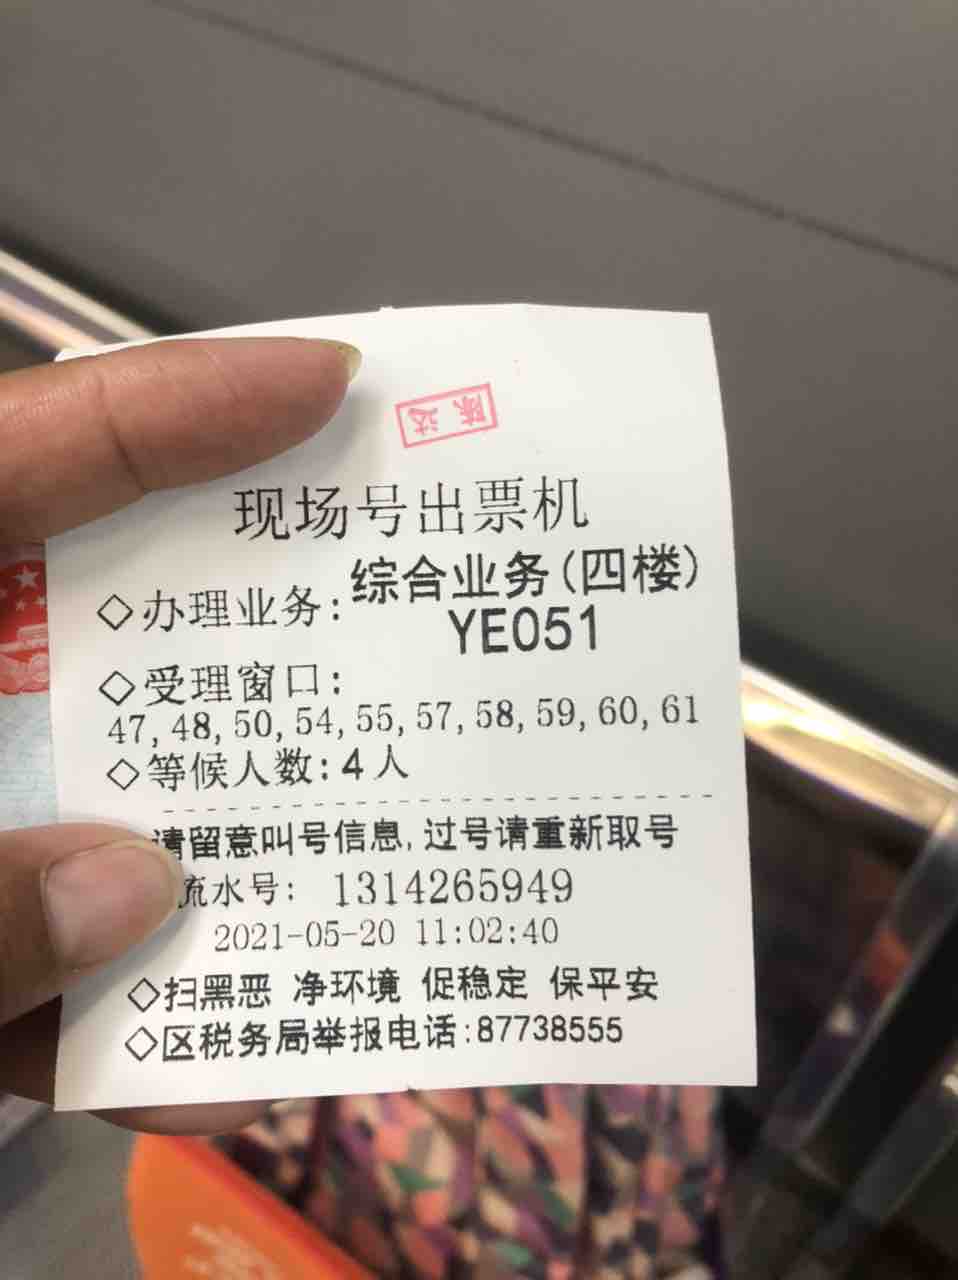 现场号出票机
◇办理业务:综合业务(四楼)
YE051
◇受理窗口:
47,48,50,54,55,57,58,59,60,61
◇等候人数:4人
请留意叫号信息,过号请重新取号
流水号: 1314265949
2021-05-20 11:02:40
◇扫黑恶 净环境 促稳定 保平安
◇区税务局举报电话:87738555